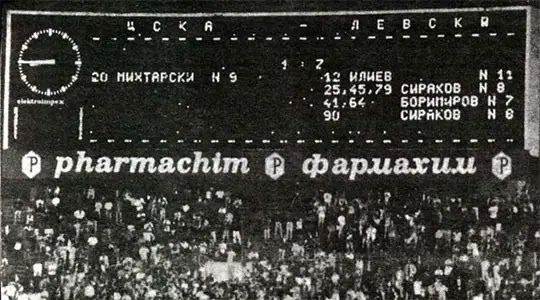 ЦСКА - ЛЕВСКИ
1 : 7
20 МИХТАРСКИ N 9 12 ИЛИЕВ N 11
25,45,79 СИРАКОВ N 8
41,64 БОРИМИРОВ N 7
90 СИРАКОВ N 8
elektroimpex
P pharmachim P фармахим P